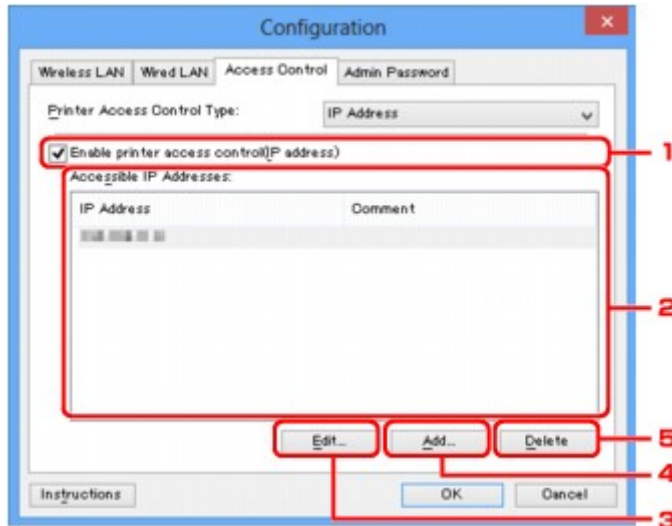 Configuration
Wireless LAN Wired LAN Access Control Admin Password
Printer Access Control Type: IP Address
Enable printer access control(IP address) 1
Accessible IP Addresses:
IP Address Comment
2
Edit... Add... Delete 5
4
Instructions OK Cancel
3